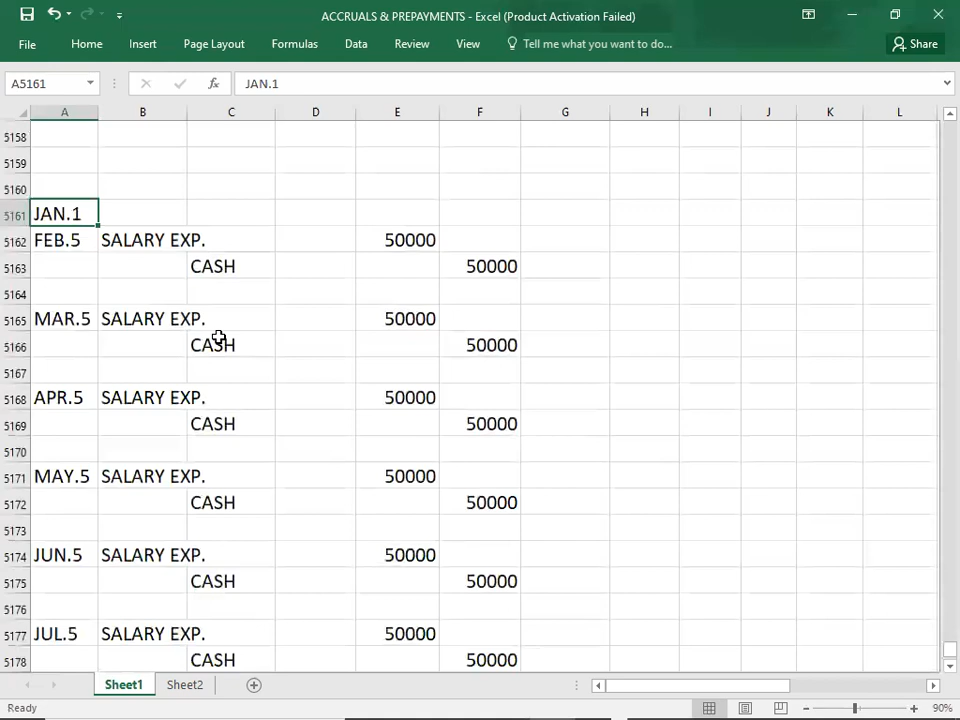 ACCRUALS & PREPAYMENTS - Excel (Product Activation Failed)
File Home Insert Page Layout Formulas Data Review View Tell me what you want to do... Share
A5161 fx JAN.1
A B C D E F G H I J K L
5158
5159
5160
5161 JAN.1
5162 FEB.5 SALARY EXP. 50000
5163 CASH 50000
5164
5165 MAR.5 SALARY EXP. 50000
5166 CASH 50000
5167
5168 APR.5 SALARY EXP. 50000
5169 CASH 50000
5170
5171 MAY.5 SALARY EXP. 50000
5172 CASH 50000
5173
5174 JUN.5 SALARY EXP. 50000
5175 CASH 50000
5176
5177 JUL.5 SALARY EXP. 50000
5178 CASH 50000
Sheet1 Sheet2
Ready 90%